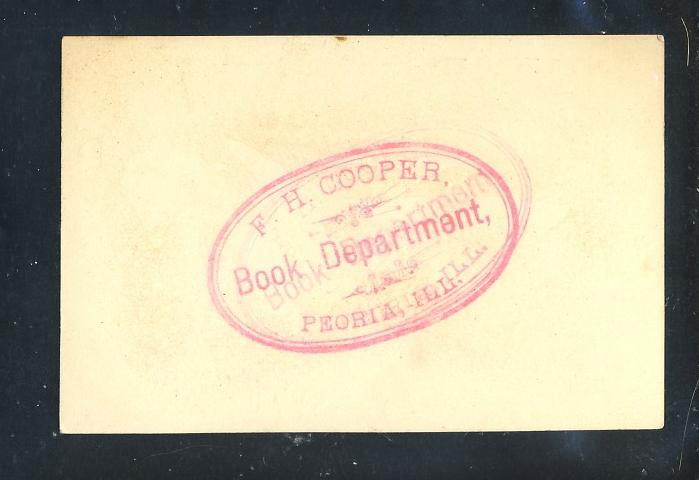 F. H. COOPER,
Book Department,
PEORIA, ILL.